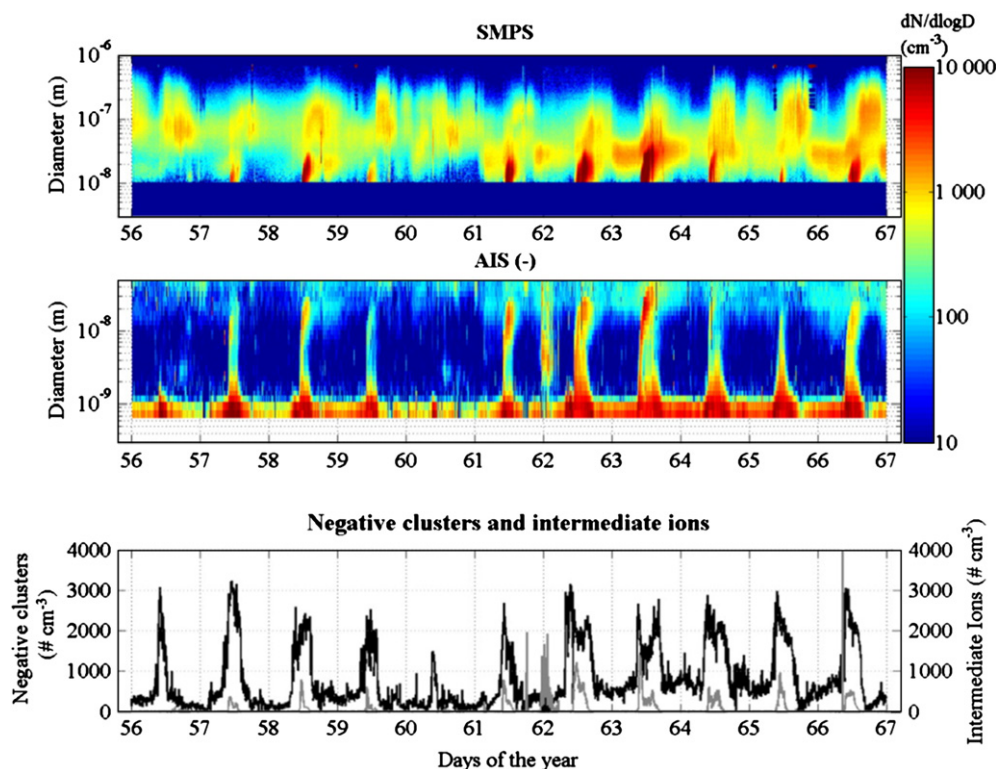 SMPS
dN/dlogD
(cm-3)
10-6
10-7
10-8
Diameter (m)
56 57 58 59 60 61 62 63 64 65 66 67
10 000
1 000
100
10
AIS (-)
10-8
10-9
Diameter (m)
56 57 58 59 60 61 62 63 64 65 66 67
Negative clusters and intermediate ions
4000
3000
2000
1000
0
Negative clusters
(# cm-3)
4000
3000
2000
1000
0
Intermediate Ions (# cm-3)
56 57 58 59 60 61 62 63 64 65 66 67
Days of the year